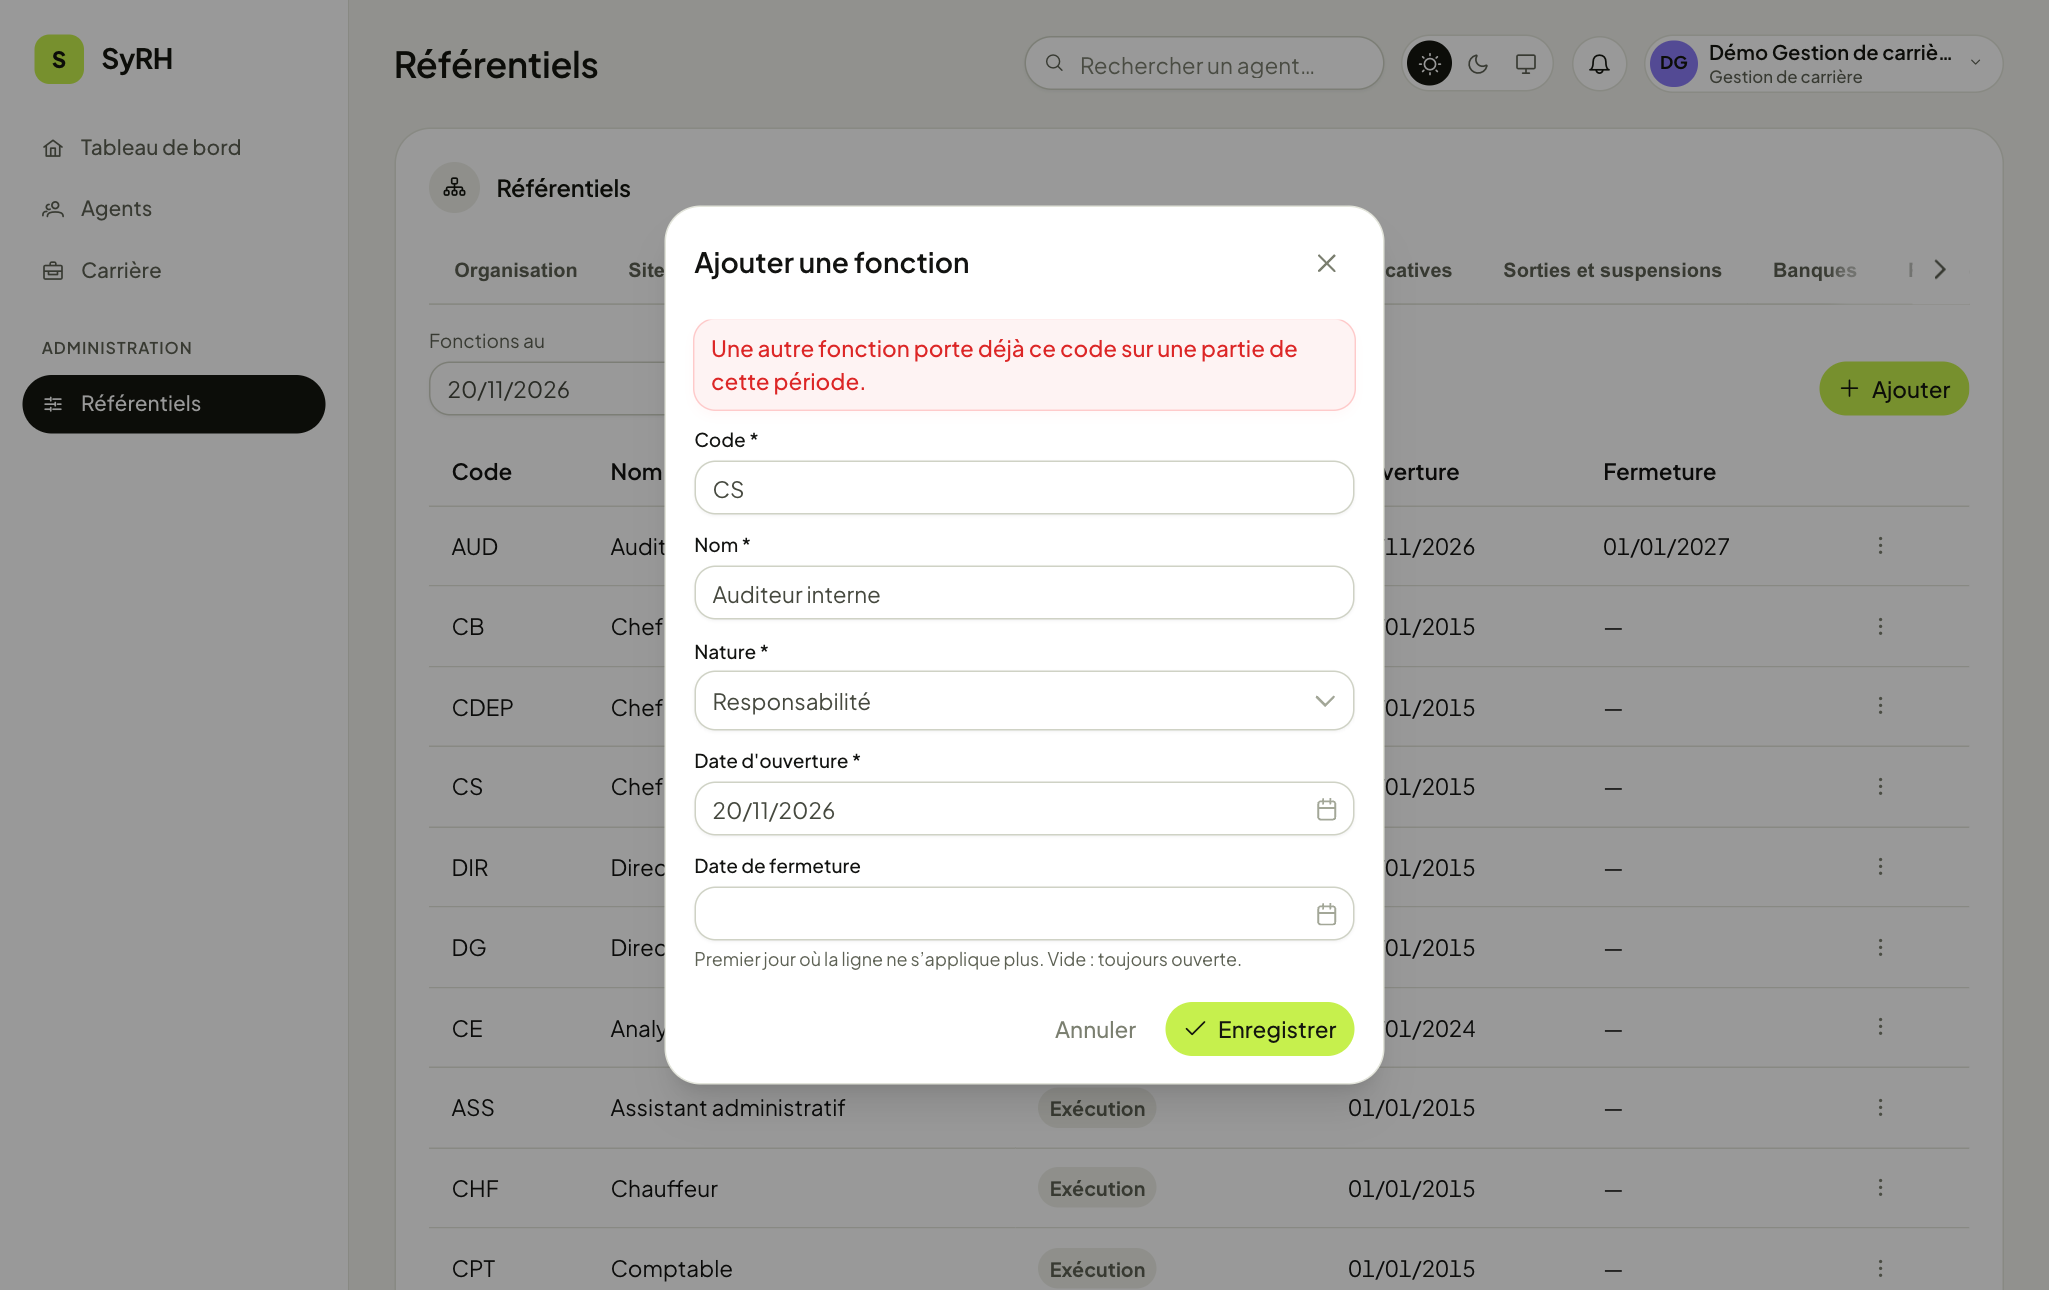 S SyRH
Référentiels
Rechercher un agent...
DG
Démo Gestion de carriè...
Gestion de carrière
Tableau de bord
Agents
Carrière
ADMINISTRATION
Référentiels
Référentiels
Organisation
Site
catives
Sorties et suspensions
Banques
Fonctions au
20/11/2026
+ Ajouter
Code Nom verture Fermeture
AUD Audit 11/2026 01/01/2027
CB Chef 01/2015 —
CDEP Chef 01/2015 —
CS Chef 01/2015 —
DIR Direc 01/2015 —
DG Direc 01/2015 —
CE Analy 01/2024 —
ASS Assistant administratif Exécution 01/01/2015 —
CHF Chauffeur Exécution 01/01/2015 —
CPT Comptable Exécution 01/01/2015 —
Ajouter une fonction
Une autre fonction porte déjà ce code sur une partie de
cette période.
Code *
CS
Nom *
Auditeur interne
Nature *
Responsabilité
Date d'ouverture *
20/11/2026
Date de fermeture
Premier jour où la ligne ne s’applique plus. Vide : toujours ouverte.
Annuler
Enregistrer